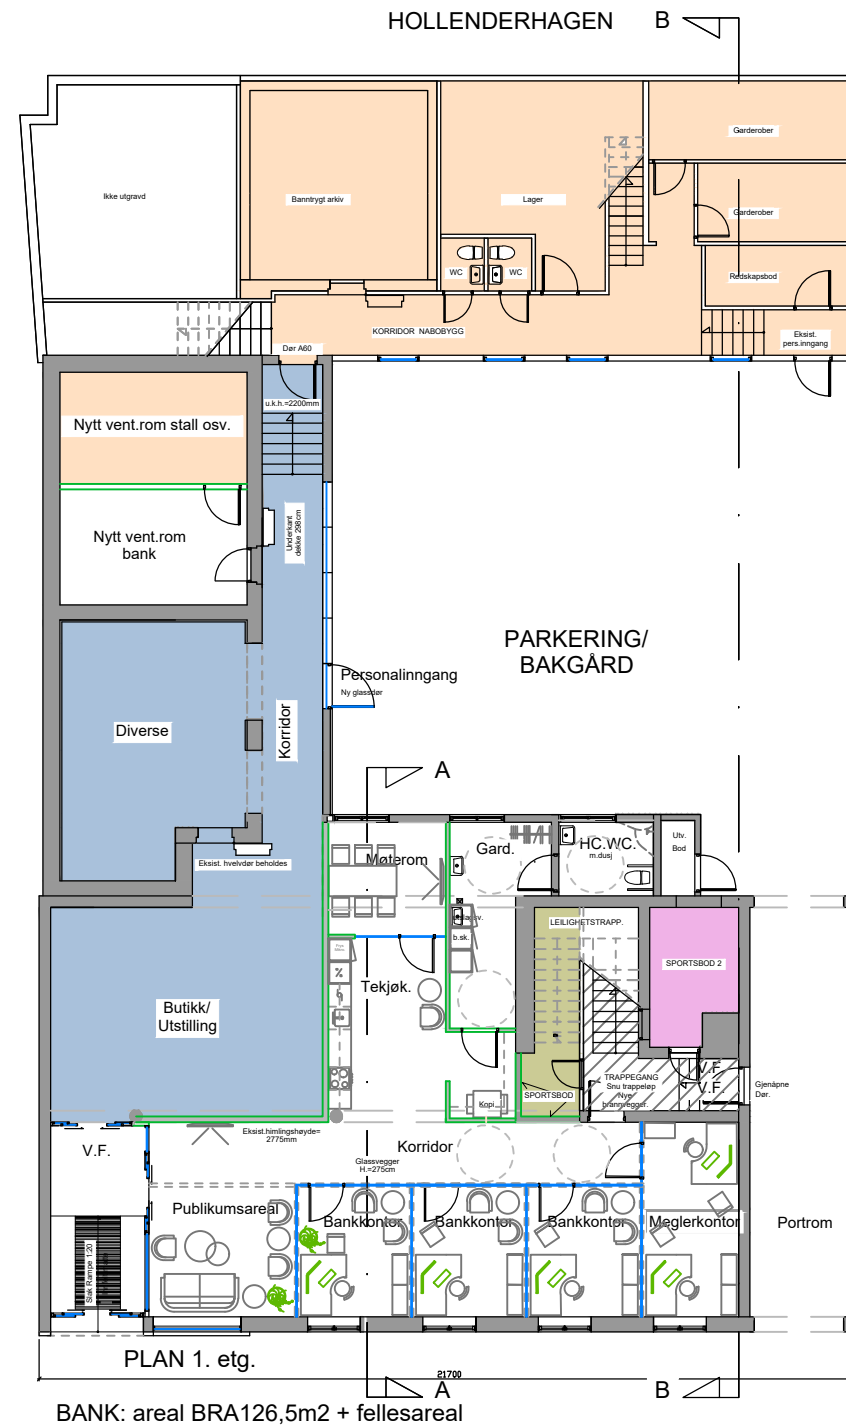 HOLLENDERHAGEN
B
Garderober
Ikke utgravd
Banntrygt arkiv
Lager
Garderober
WC
WC
Redskapsbod
KORRIDOR NABOBYGG
Eksist.
pers.inngang
Dør A60
u.k.h.=2200mm
Nytt vent.rom stall osv.
Underkant
dekke 298cm
Nytt vent.rom
bank
PARKERING/
BAKGÅRD
Personalinngang
Ny glassdør
Diverse
Korridor
A
Møterom
Gard.
HC.WC.
m.dusj
Utv.
Bod
Eksist. hvelvdør beholdes
LEILIGHETSTRAPP.
b.sk.
SPORTSBOD 2
Tekjøk.
Butikk/
Utstilling
V.F.
V.F.
TRAPPEGANG
Snu trappeløp
Nye
brannvegger.
Gjenåpne
Dør.
SPORTSBOD
Kopi
Eksist.himlingshøyde=
2775mm
Korridor
V.F.
Glassvegger
H.=275cm
Publikumsareal
Bankkontor
Bankkontor
Bankkontor
Meglerkontor
Portrom
Slak Rampe 1:20
PLAN 1. etg.
21700
A
B
BANK: areal BRA126,5m2 + fellesareal